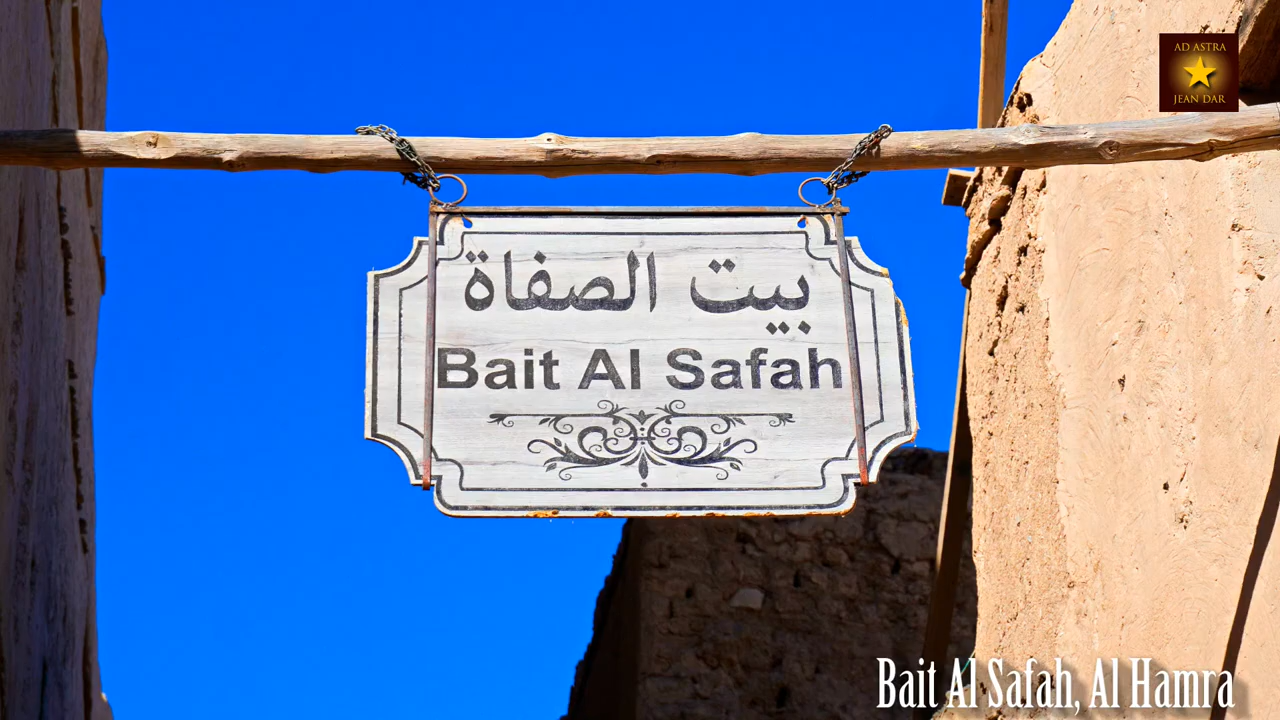 AD ASTRA
JEAN DAR
بيت الصفاة
Bait Al Safah
Bait Al Safah, Al Hamra